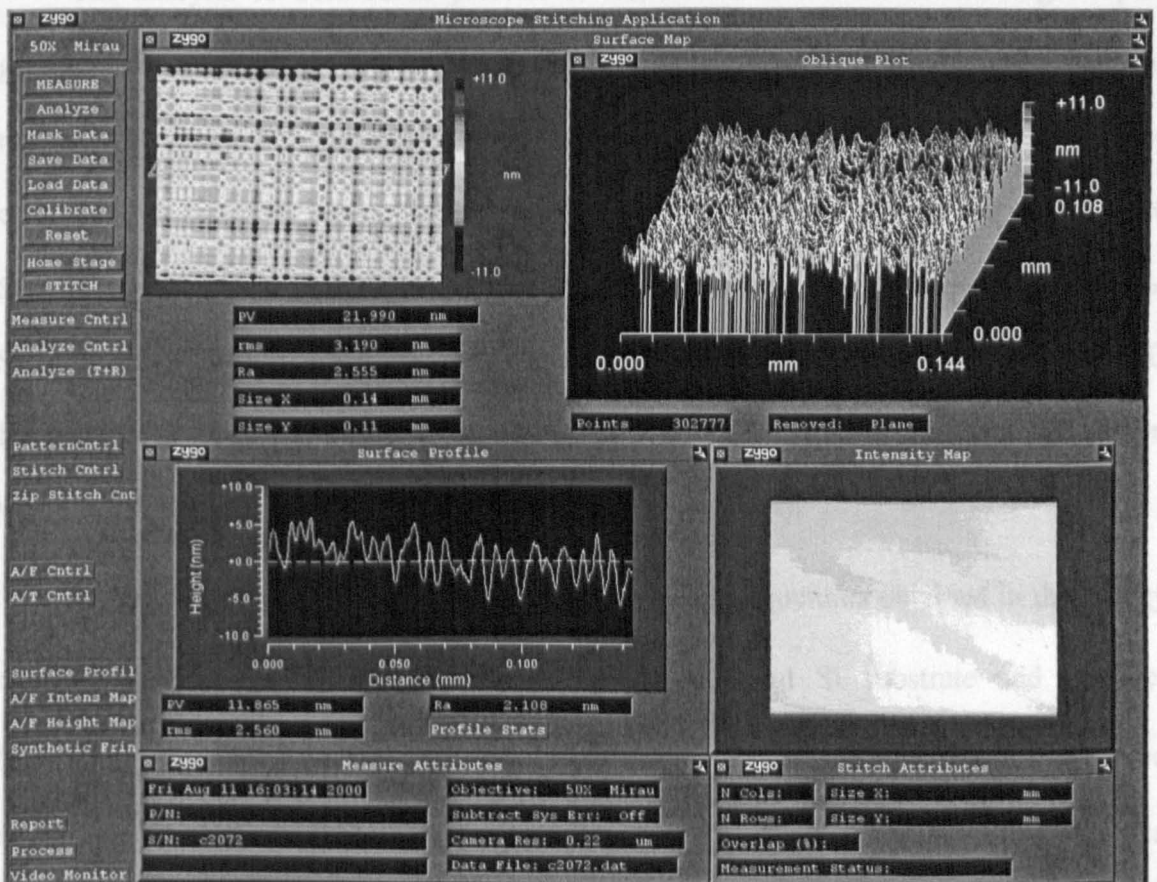 zygo Microscope Stitching Application
50X Mirau
MEASURE
Analyze
Mask Data
Save Data
Load Data
Calibrate
Reset
Home Stage
STITCH
Measure Cntrl
Analyze Cntrl
Analyze (T+R)
PatternCntrl
Stitch Cntrl
Zip Stitch Cnt
A/F Cntrl
A/T Cntrl
Surface Profil
A/F Intens Map
A/F Height Map
Synthetic Frin
Report
Process
Video Monitor
zygo Surface Map
+11.0
nm
-11.0
PV 21.990 nm
rms 3.190 nm
Ra 2.555 nm
Size X 0.14 mm
Size Y 0.11 mm
zygo Oblique Plot
+11.0
nm
-11.0
0.108
mm
0.000
0.000 mm 0.144
Points 302777 Removed: Plane
zygo Surface Profile
+10.0
+5.0
+0.0
-5.0
-10.0
Height (nm)
0.000 0.050 0.100
Distance (mm)
PV 11.865 nm Ra 2.108 nm
rms 2.560 nm Profile Stats
zygo Intensity Map
zygo Measure Attributes
Fri Aug 11 16:03:14 2000 Objective: 50X Mirau
P/N: Subtract Sys Err: Off
S/N: c2072 Camera Res: 0.22 um
Data File: c2072.dat
zygo Stitch Attributes
N Cols: Size X: mm
N Rows: Size Y: mm
Overlap (%):
Measurement Status: